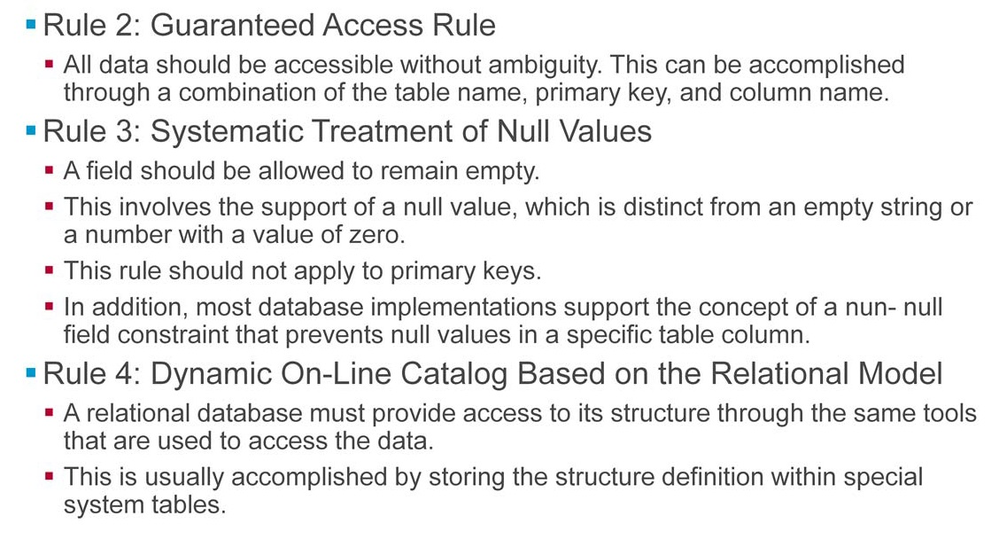 Rule 2: Guaranteed Access Rule
All data should be accessible without ambiguity. This can be accomplished
through a combination of the table name, primary key, and column name.
Rule 3: Systematic Treatment of Null Values
A field should be allowed to remain empty.
This involves the support of a null value, which is distinct from an empty string or
a number with a value of zero.
This rule should not apply to primary keys.
In addition, most database implementations support the concept of a nun- null
field constraint that prevents null values in a specific table column.
Rule 4: Dynamic On-Line Catalog Based on the Relational Model
A relational database must provide access to its structure through the same tools
that are used to access the data.
This is usually accomplished by storing the structure definition within special
system tables.